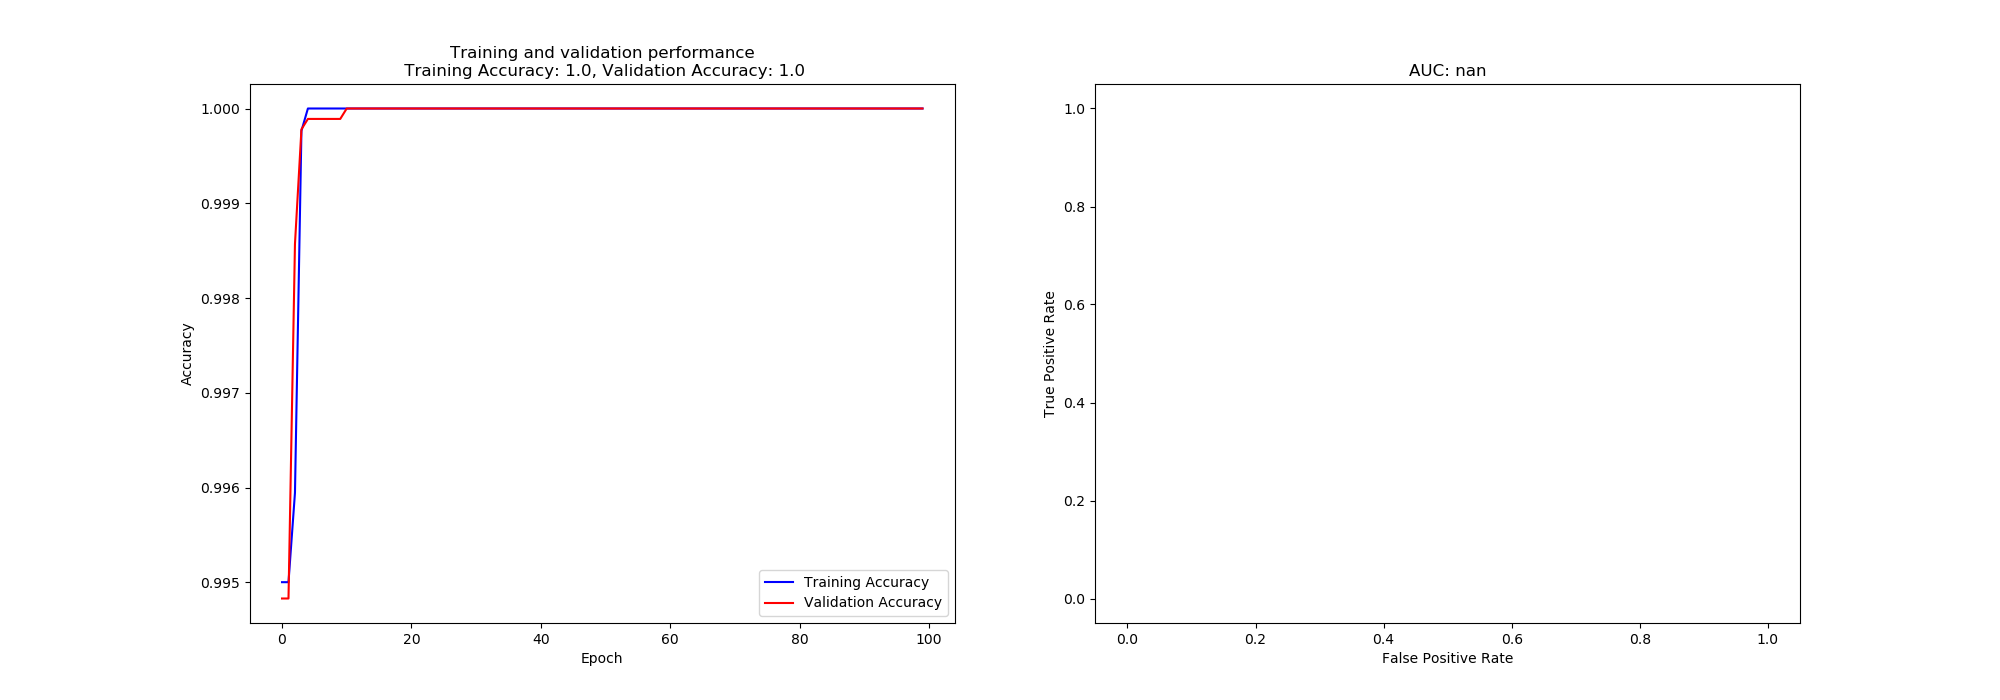 Training and validation performance
Training Accuracy: 1.0, Validation Accuracy: 1.0
1.000
0.999
0.998
0.997
0.996
0.995
Accuracy
0
20
40
60
80
100
Epoch
Training Accuracy
Validation Accuracy
AUC: nan
1.0
0.8
0.6
0.4
0.2
0.0
True Positive Rate
0.0
0.2
0.4
0.6
0.8
1.0
False Positive Rate